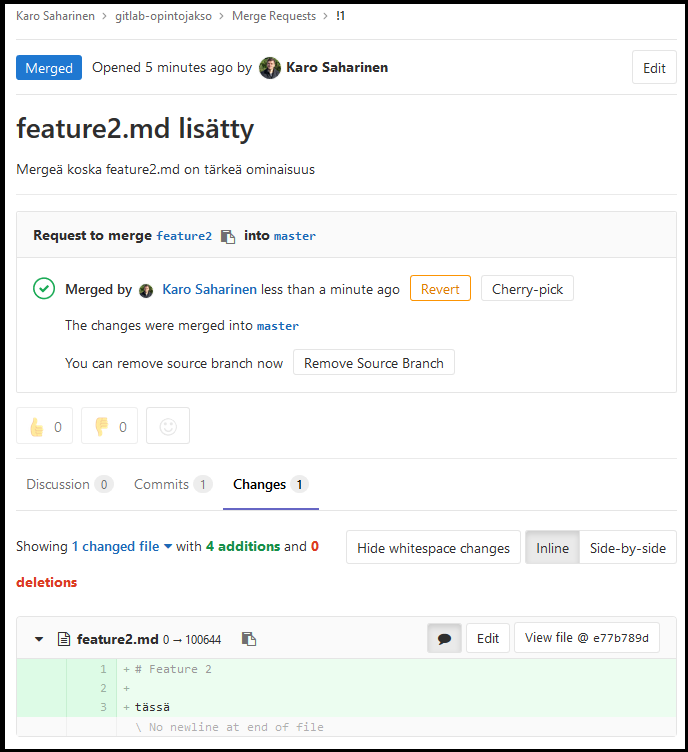 Karo Saharinen > gitlab-opintojakso > Merge Requests > !1
Merged Opened 5 minutes ago by Karo Saharinen Edit
feature2.md lisätty
Mergeä koska feature2.md on tärkeä ominaisuus
Request to merge feature2 into master
Merged by Karo Saharinen less than a minute ago Revert Cherry-pick
The changes were merged into master
You can remove source branch now Remove Source Branch
0 0
Discussion 0 Commits 1 Changes 1
Showing 1 changed file with 4 additions and 0 deletions Hide whitespace changes Inline Side-by-side
feature2.md 0 → 100644 Edit View file @ e77b789d
1 + # Feature 2
2 +
3 + tässä
\ No newline at end of file